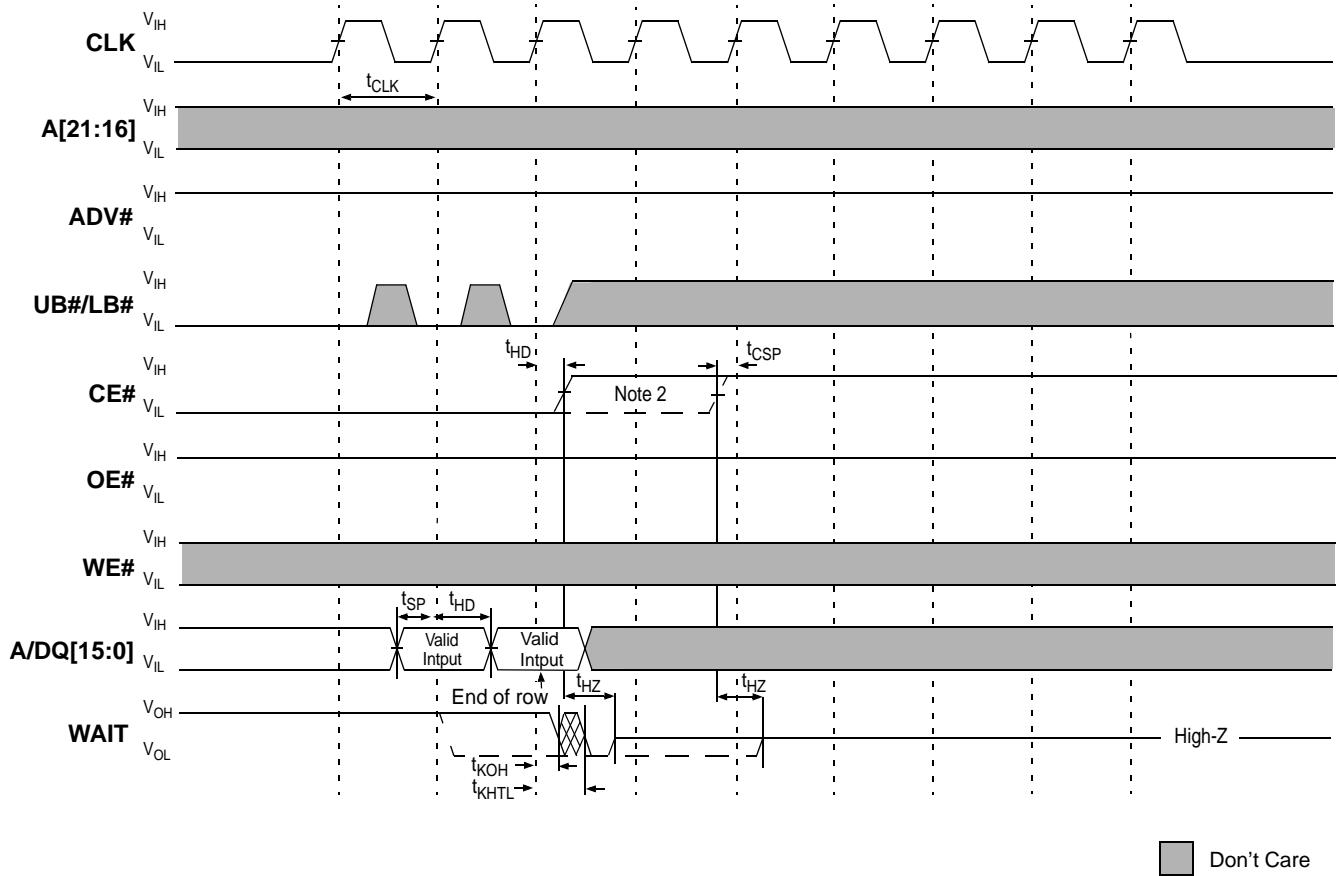 CLK V_IH
V_IL
t_CLK
A[21:16] V_IH
V_IL
ADV# V_IH
V_IL
UB#/LB# V_IH
V_IL
t_HD
t_CSP
CE# V_IH
V_IL
Note 2
OE# V_IH
V_IL
WE# V_IH
V_IL
t_SP
t_HD
A/DQ[15:0] V_IH
V_IL
Valid
Intput
Valid
Intput
End of row
t_HZ
t_HZ
WAIT V_OH
V_OL
High-Z
t_KOH
t_KHTL
Don't Care